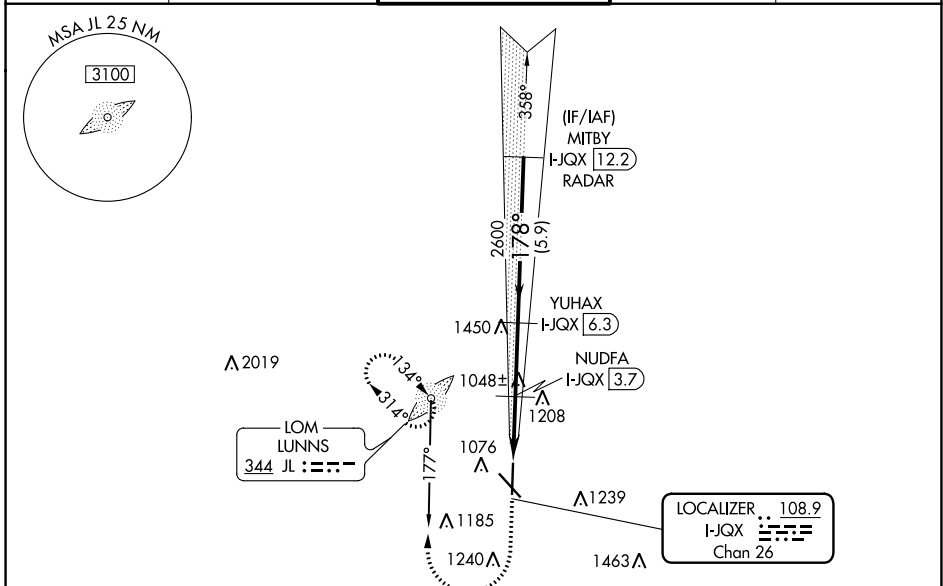 MSA JL 25 NM
3100
358°
(IF/IAF)
MITBY
I-JQX 12.2
RADAR
2600
178°
(5.9)
YUHAX
I-JQX 6.3
1450
2019
NUDFA
I-JQX 3.7
1048±
1208
134°
314°
LOM
LUNNS
344 JL
177°
1076
1239
1185
1240
1463
LOCALIZER 108.9
I-JQX
Chan 26